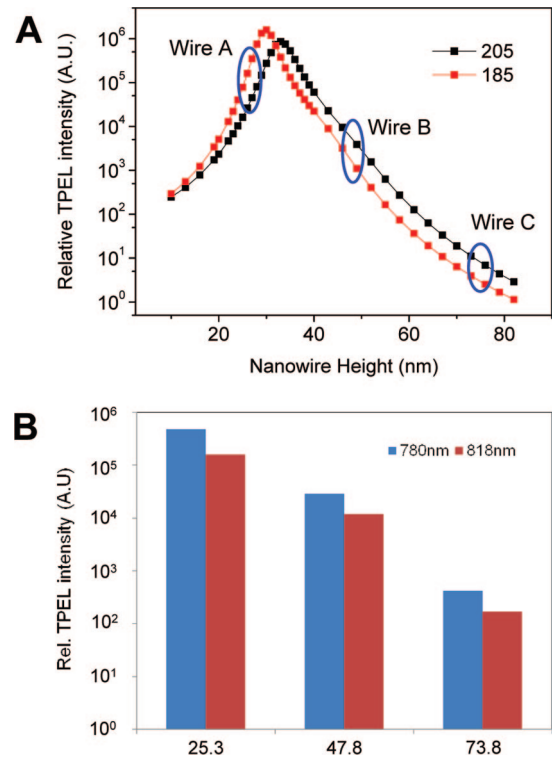 A
Relative TPEL intensity (A.U.)
10⁶
10⁵
10⁴
10³
10²
10¹
10⁰
Wire A
Wire B
Wire C
205
185
20 40 60 80
Nanowire Height (nm)
B
Rel. TPEL intensity (A.U)
10⁶
10⁵
10⁴
10³
10²
10¹
10⁰
780nm 818nm
25.3 47.8 73.8